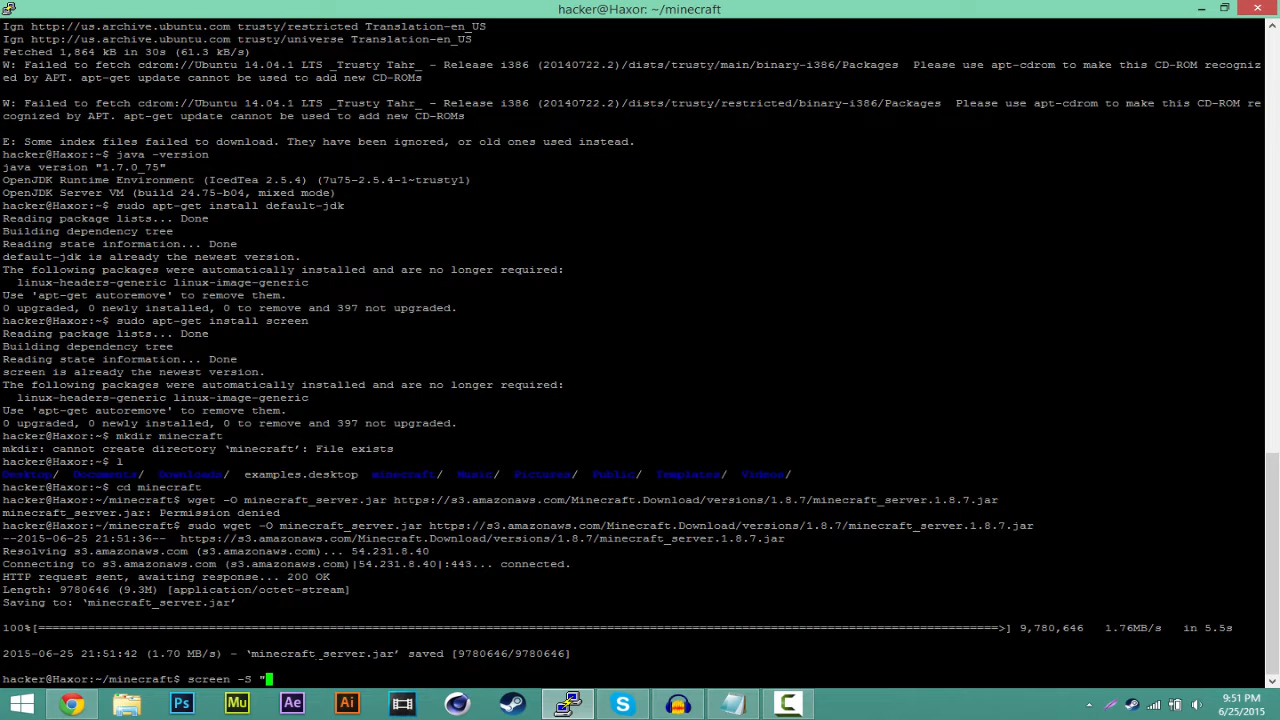 hacker@Haxor: ~/minecraft
Ign http://us.archive.ubuntu.com trusty/restricted Translation-en_US
Ign http://us.archive.ubuntu.com trusty/universe Translation-en_US
Fetched 1,864 kB in 30s (61.3 kB/s)
W: Failed to fetch cdrom://Ubuntu 14.04.1 LTS _Trusty Tahr_ - Release i386 (20140722.2)/dists/trusty/main/binary-i386/Packages  Please use apt-cdrom to make this CD-ROM recogniz
ed by APT. apt-get update cannot be used to add new CD-ROMs
W: Failed to fetch cdrom://Ubuntu 14.04.1 LTS _Trusty Tahr_ - Release i386 (20140722.2)/dists/trusty/restricted/binary-i386/Packages  Please use apt-cdrom to make this CD-ROM re
cognized by APT. apt-get update cannot be used to add new CD-ROMs
E: Some index files failed to download. They have been ignored, or old ones used instead.
hacker@Haxor:~$ java -version
java version "1.7.0_75"
OpenJDK Runtime Environment (IcedTea 2.5.4) (7u75-2.5.4-1~trusty1)
OpenJDK Server VM (build 24.75-b04, mixed mode)
hacker@Haxor:~$ sudo apt-get install default-jdk
Reading package lists... Done
Building dependency tree
Reading state information... Done
default-jdk is already the newest version.
The following packages were automatically installed and are no longer required:
  linux-headers-generic linux-image-generic
Use 'apt-get autoremove' to remove them.
0 upgraded, 0 newly installed, 0 to remove and 397 not upgraded.
hacker@Haxor:~$ sudo apt-get install screen
Reading package lists... Done
Building dependency tree
Reading state information... Done
screen is already the newest version.
The following packages were automatically installed and are no longer required:
  linux-headers-generic linux-image-generic
Use 'apt-get autoremove' to remove them.
0 upgraded, 0 newly installed, 0 to remove and 397 not upgraded.
hacker@Haxor:~$ mkdir minecraft
mkdir: cannot create directory ‘minecraft’: File exists
hacker@Haxor:~$ l
Desktop/  Documents/  Downloads/  examples.desktop  minecraft/  Music/  Pictures/  Public/  Templates/  Videos/
hacker@Haxor:~$ cd minecraft
hacker@Haxor:~/minecraft$ wget -O minecraft_server.jar https://s3.amazonaws.com/Minecraft.Download/versions/1.8.7/minecraft_server.1.8.7.jar
minecraft_server.jar: Permission denied
hacker@Haxor:~/minecraft$ sudo wget -O minecraft_server.jar https://s3.amazonaws.com/Minecraft.Download/versions/1.8.7/minecraft_server.1.8.7.jar
--2015-06-25 21:51:36--  https://s3.amazonaws.com/Minecraft.Download/versions/1.8.7/minecraft_server.1.8.7.jar
Resolving s3.amazonaws.com (s3.amazonaws.com)... 54.231.8.40
Connecting to s3.amazonaws.com (s3.amazonaws.com)|54.231.8.40|:443... connected.
HTTP request sent, awaiting response... 200 OK
Length: 9780646 (9.3M) [application/octet-stream]
Saving to: ‘minecraft_server.jar’
100%[======================================================================================================================================>] 9,780,646   1.76MB/s   in 5.5s
2015-06-25 21:51:42 (1.70 MB/s) - ‘minecraft_server.jar’ saved [9780646/9780646]
hacker@Haxor:~/minecraft$ screen -S "
Ps Mu Ae Ai
9:51 PM
6/25/2015